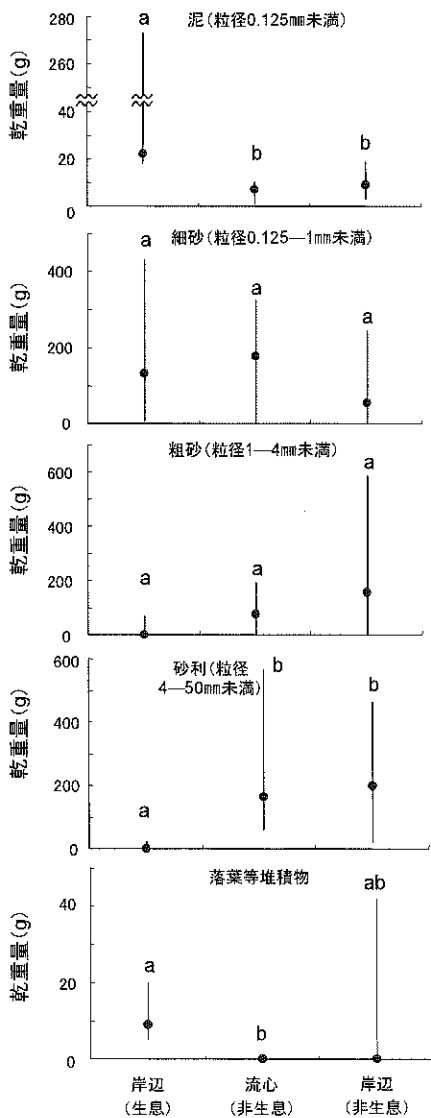 泥(粒径0.125mm未満)
280
260
40
20
0
乾重量(g)
a
b
b
細砂(粒径0.125—1mm未満)
400
200
0
乾重量(g)
a
a
a
粗砂(粒径1—4mm未満)
600
400
200
0
乾重量(g)
a
a
a
砂利(粒径
4—50mm未満)
600
400
200
0
乾重量(g)
a
b
b
落葉等堆積物
40
20
0
乾重量(g)
a
b
ab
岸辺 流心 岸辺
(生息) (非生息) (非生息)